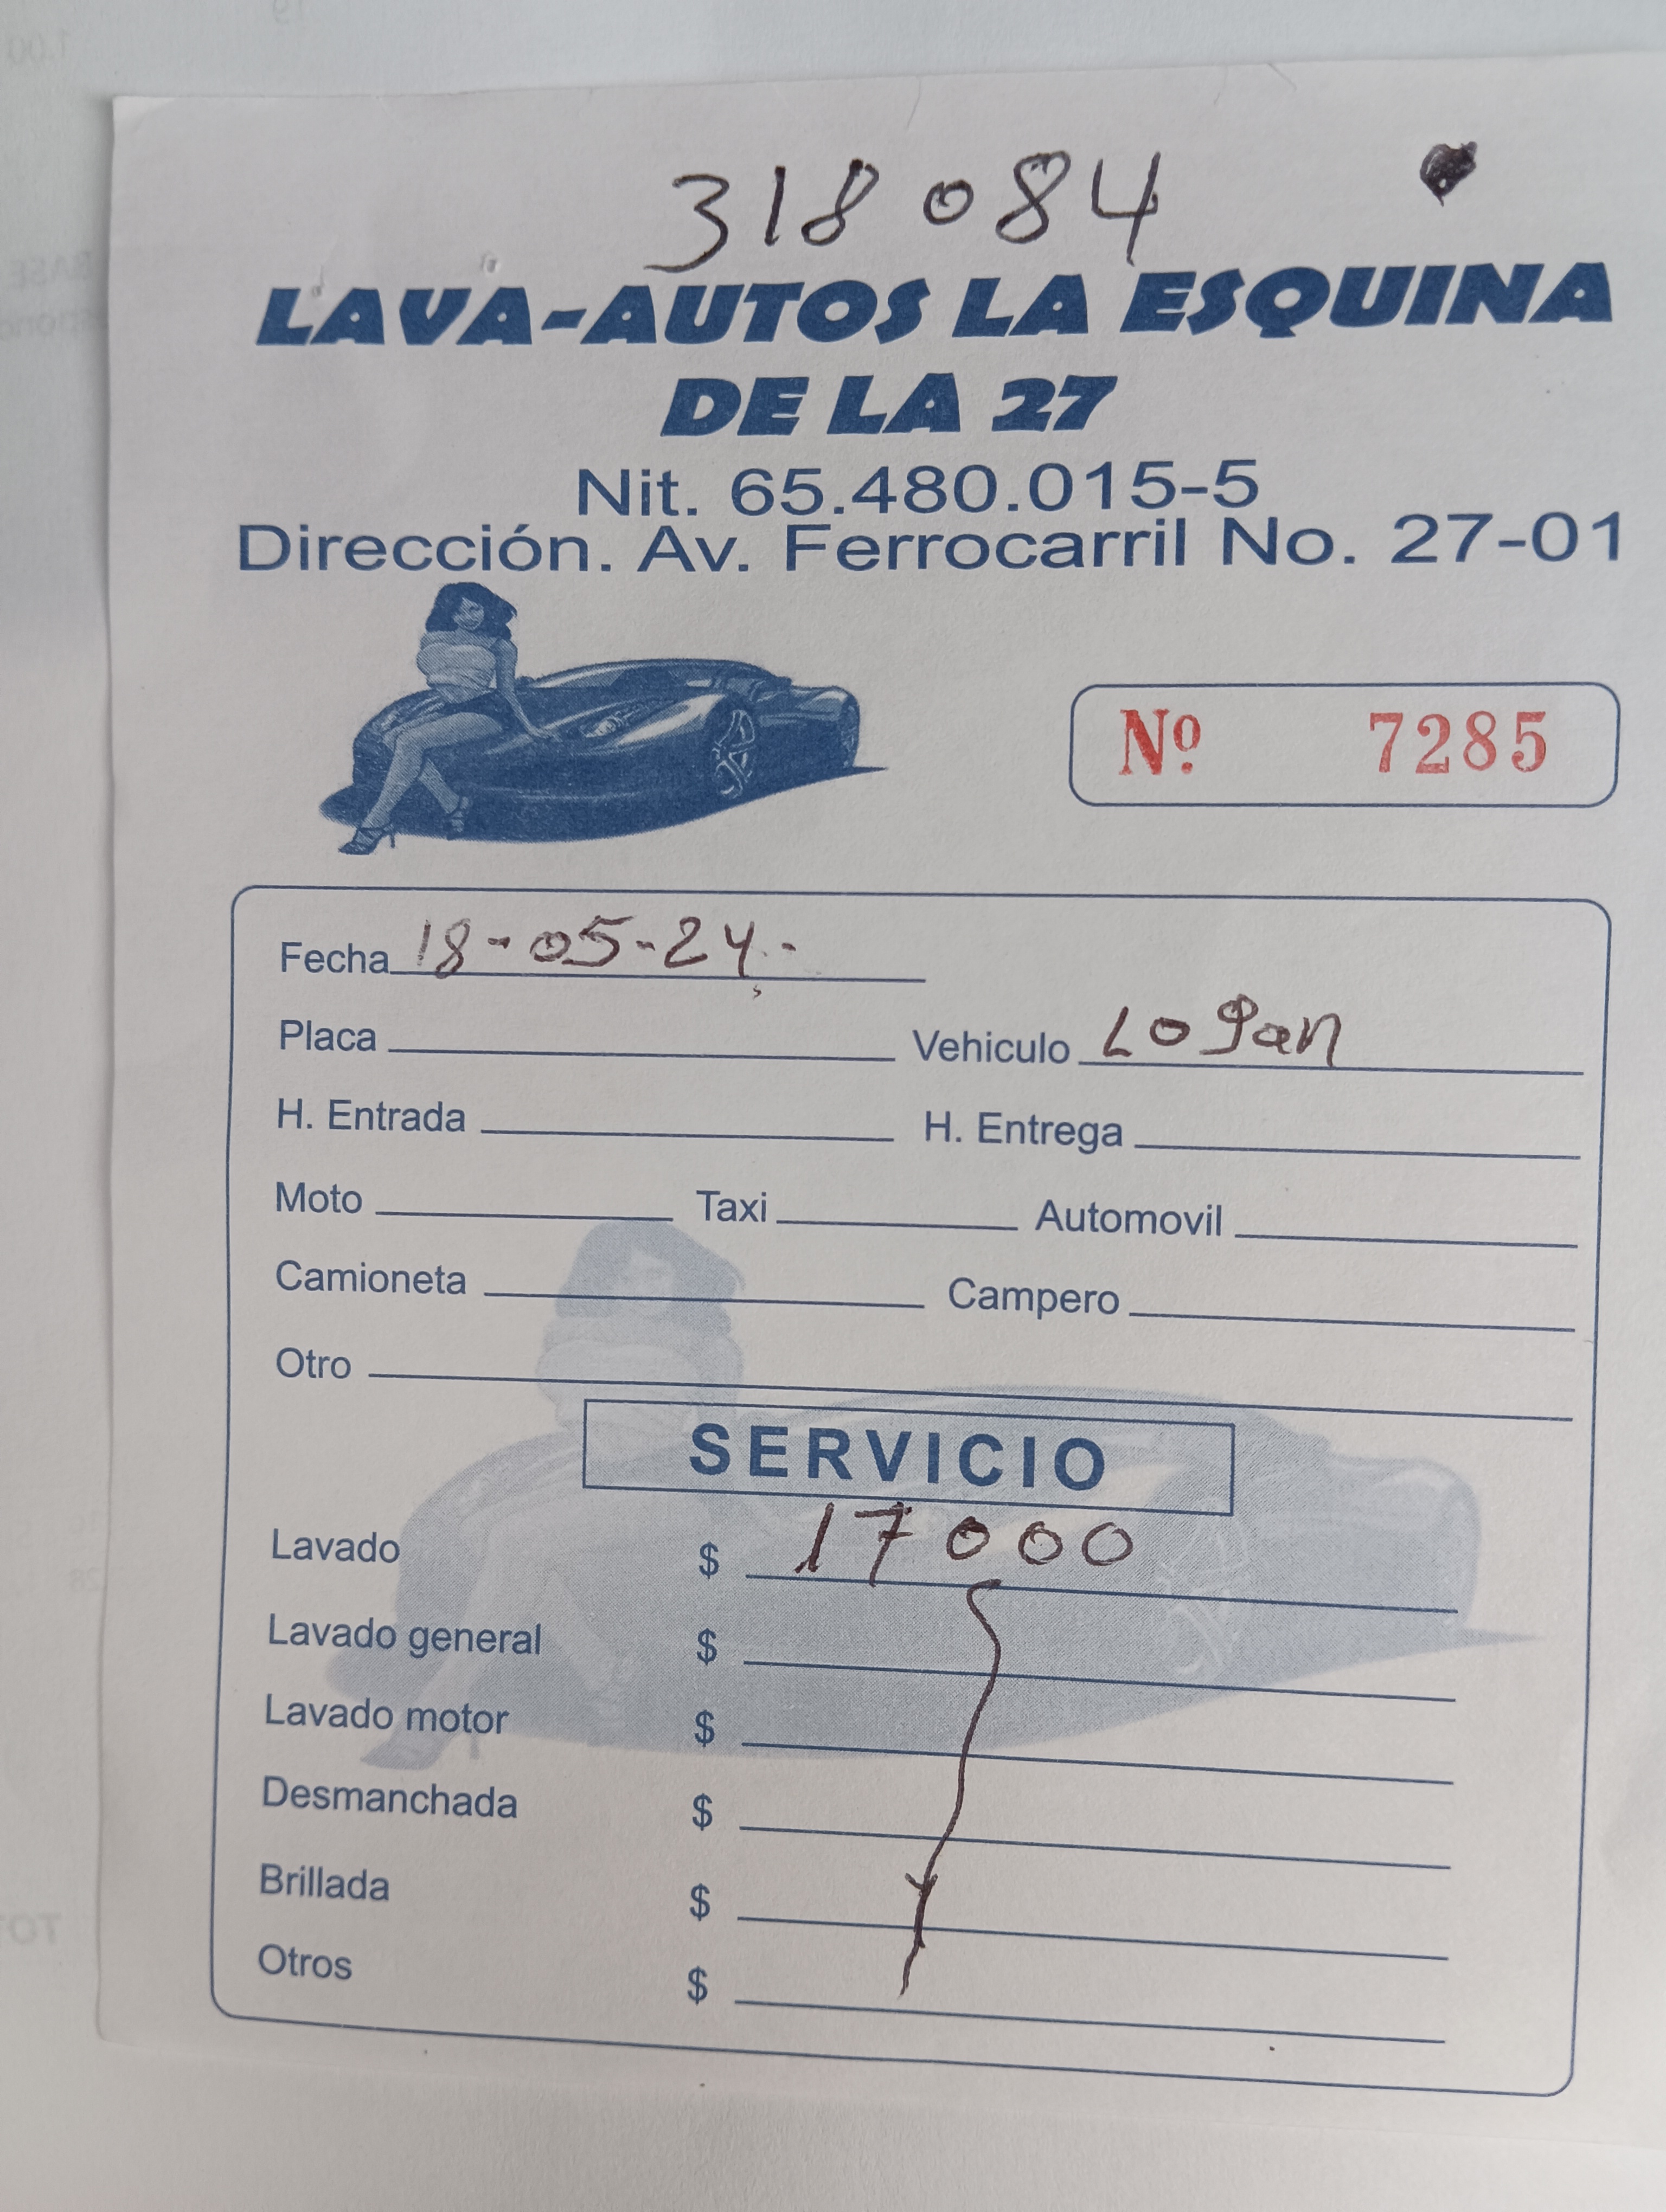 318 084
LAVA-AUTOS LA ESQUINA
DE LA 27
Nit. 65.480.015-5
Dirección. Av. Ferrocarril No. 27-01
Nº 7285
Fecha 18-05-24.-
Placa Vehiculo Logan
H. Entrada H. Entrega
Moto Taxi Automovil
Camioneta Campero
Otro
SERVICIO
Lavado $ 17000
Lavado general $
Lavado motor $
Desmanchada $
Brillada $
Otros $